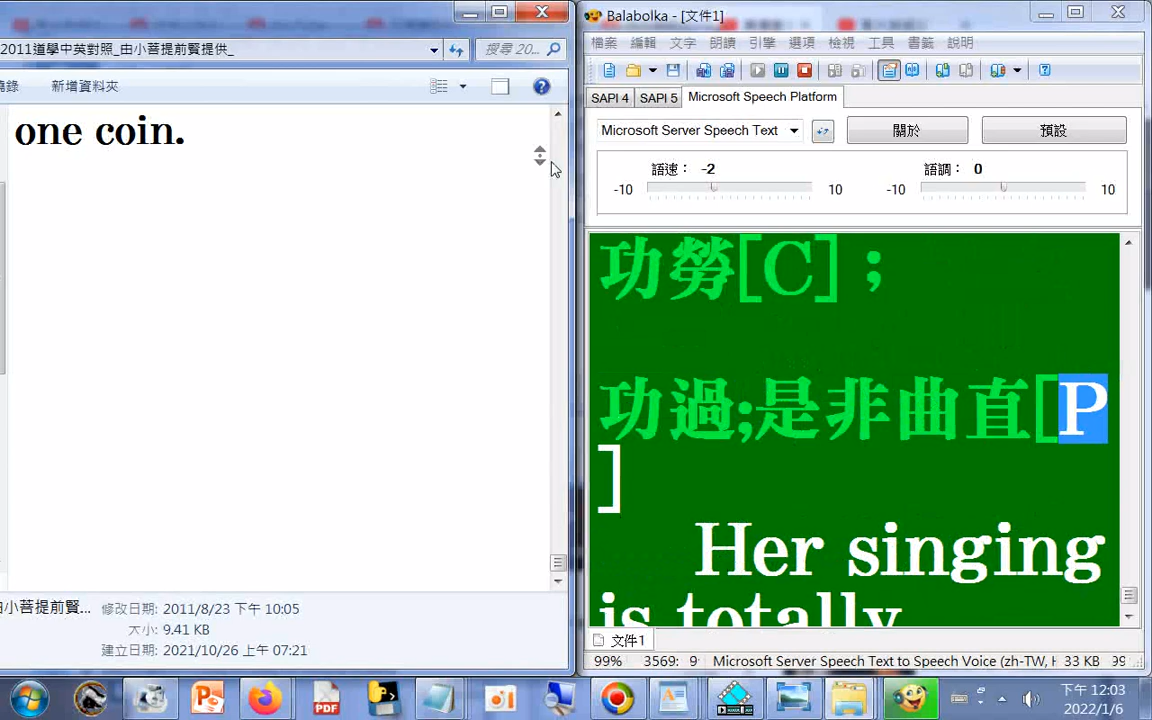 2011道學中英對照_由小菩提前賢提供_
搜尋 20...
燒錄
新增資料夾
one coin.
小菩提前賢...
修改日期: 2011/8/23 下午 10:05
大小: 9.41 KB
建立日期: 2021/10/26 上午 07:21
Balabolka - [文件1]
檔案 編輯 文字 朗讀 引擎 選項 檢視 工具 書籤 說明
SAPI 4 SAPI 5 Microsoft Speech Platform
Microsoft Server Speech Text
關於
預設
語速： -2
語調： 0
-10 10 -10 10
功勞[C]；
功過;是非曲直[P
]
Her singing
is totally
文件1
99% 3569: 9 Microsoft Server Speech Text to Speech Voice (zh-TW, H 33 KB
PDF
下午 12:03
2022/1/6